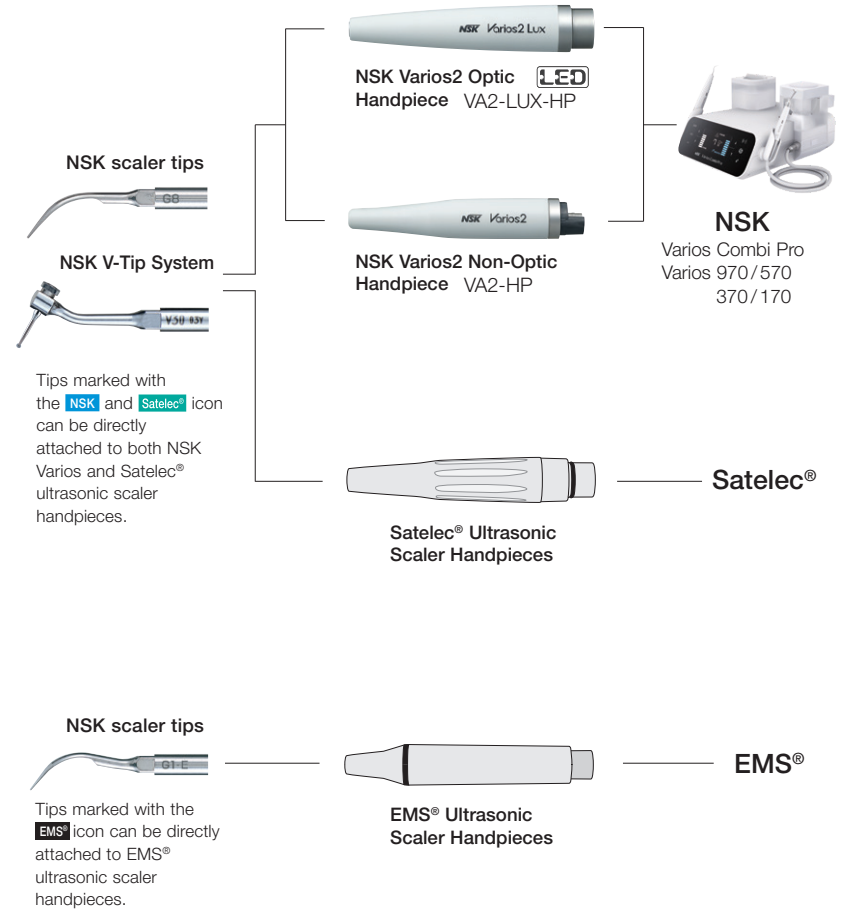 NSK Varios2 Lux
NSK Varios2 Optic LED
Handpiece VA2-LUX-HP
NSK scaler tips
G8
NSK Varios2
NSK
Varios Combi Pro
Varios 970/570
370/170
NSK V-Tip System
NSK Varios2 Non-Optic
Handpiece VA2-HP
Tips marked with
the NSK and Satelec® icon
can be directly
attached to both NSK
Varios and Satelec®
ultrasonic scaler
handpieces.
Satelec®
Satelec® Ultrasonic
Scaler Handpieces
NSK scaler tips
G1-E
EMS®
Tips marked with the
EMS® icon can be directly
attached to EMS®
ultrasonic scaler
handpieces.
EMS® Ultrasonic
Scaler Handpieces